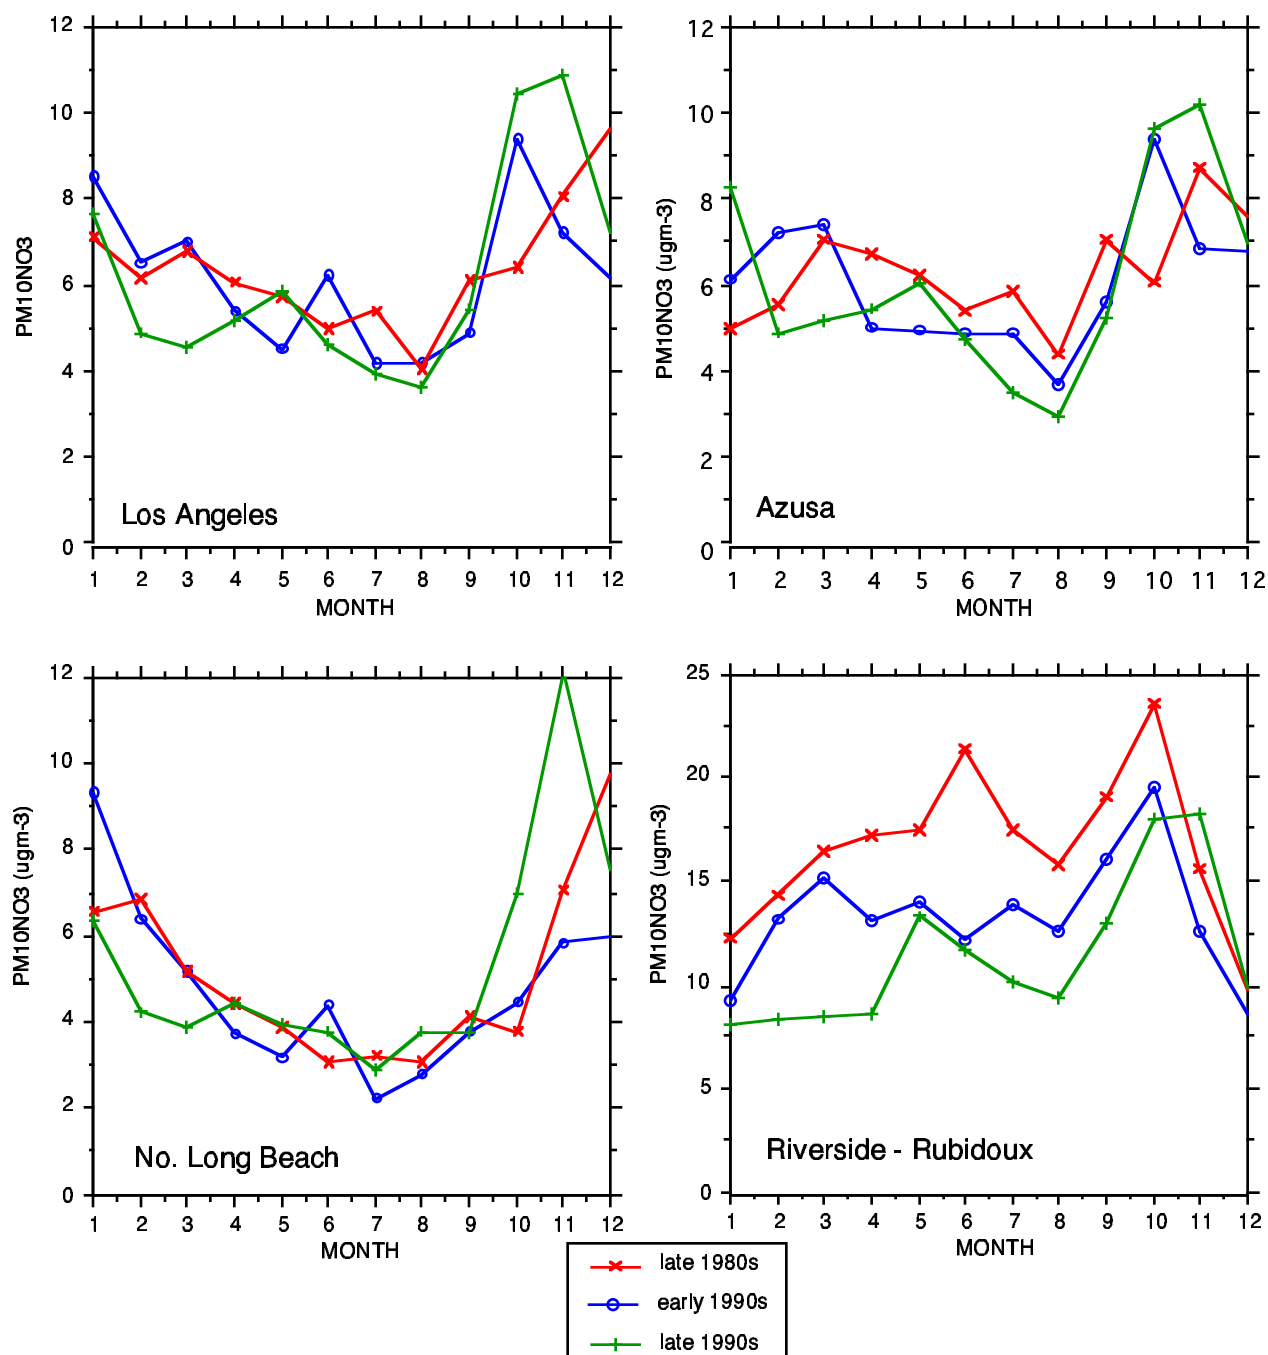 12
10
8
6
4
2
0
PM10NO3
Los Angeles
1 2 3 4 5 6 7 8 9 10 11 12
MONTH
12
10
8
6
4
2
0
PM10NO3 (ugm-3)
Azusa
1 2 3 4 5 6 7 8 9 10 11 12
MONTH
12
10
8
6
4
2
0
PM10NO3 (ugm-3)
No. Long Beach
1 2 3 4 5 6 7 8 9 10 11 12
MONTH
25
20
15
10
5
0
PM10NO3 (ugm-3)
Riverside - Rubidoux
1 2 3 4 5 6 7 8 9 10 11 12
MONTH
late 1980s
early 1990s
late 1990s